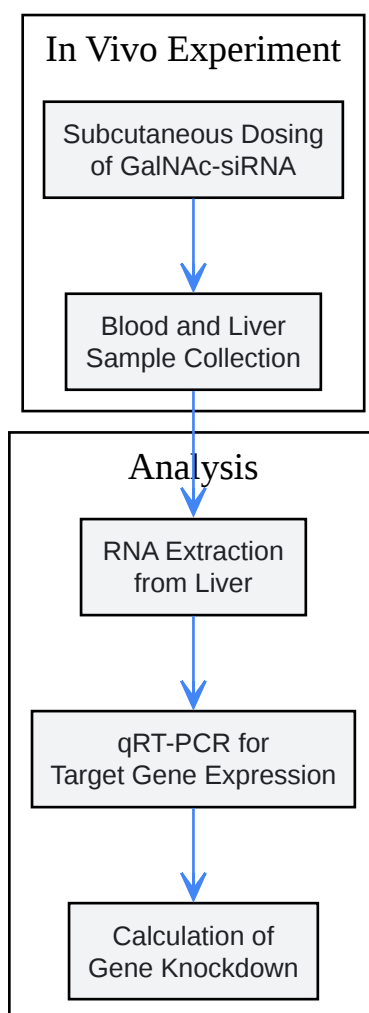 In Vivo Experiment
Subcutaneous Dosing
of GalNAc-siRNA
Blood and Liver
Sample Collection
Analysis
RNA Extraction
from Liver
qRT-PCR for
Target Gene Expression
Calculation of
Gene Knockdown